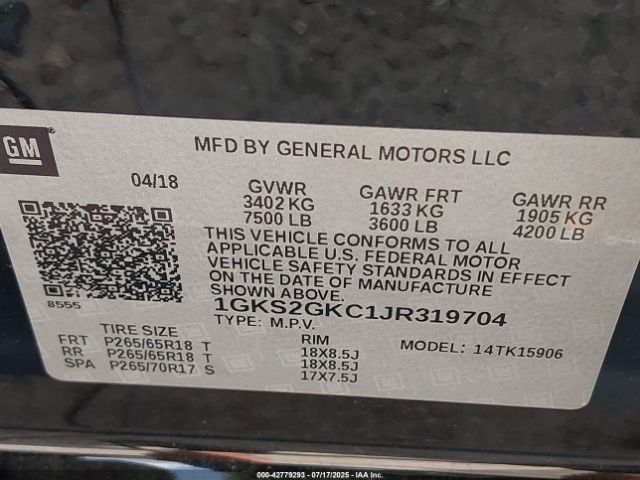 GM
MFD BY GENERAL MOTORS LLC
04/18
GVWR
3402 KG
7500 LB
GAWR FRT
1633 KG
3600 LB
GAWR RR
1905 KG
4200 LB
THIS VEHICLE CONFORMS TO ALL
APPLICABLE U.S. FEDERAL MOTOR
VEHICLE SAFETY STANDARDS IN EFFECT
ON THE DATE OF MANUFACTURE
SHOWN ABOVE.
8555
1GKS2GKC1JR319704
TYPE: M.P.V.
MODEL: 14TK15906
TIRE SIZE RIM
FRT P265/65R18 T 18X8.5J
RR P265/65R18 T 18X8.5J
SPA P265/70R17 S 17X7.5J
000-42779293 - 07/17/2025 - IAA Inc.